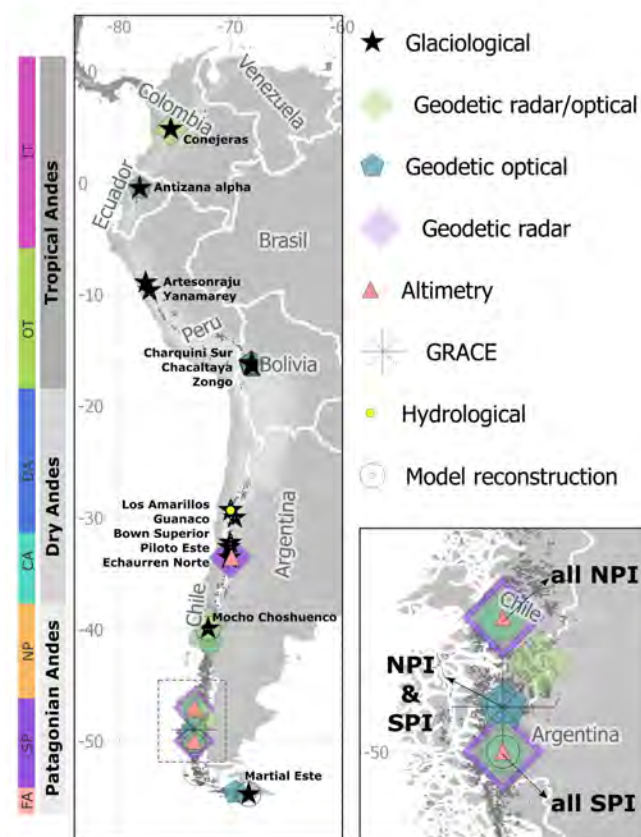 -80
-70
-60
10
0
-10
-20
-30
-40
-50
IT
OT
DA
CA
NP
SP
FA
Tropical Andes
Dry Andes
Patagonian Andes
Colombia
Venezuela
Conejeras
Ecuador
Antizana alpha
Brasil
Artesonraju
Yanamarey
Peru
Charquini Sur
Chacaltaya
Zongo
Bolivia
Los Amarillos
Guanaco
Bown Superior
Piloto Este
Echaurren Norte
Argentina
Chile
Mocho Choshuenco
Martial Este
Glaciological
Geodetic radar/optical
Geodetic optical
Geodetic radar
Altimetry
GRACE
Hydrological
Model reconstruction
all NPI
Chile
NPI
&
SPI
Argentina
-50
all SPI